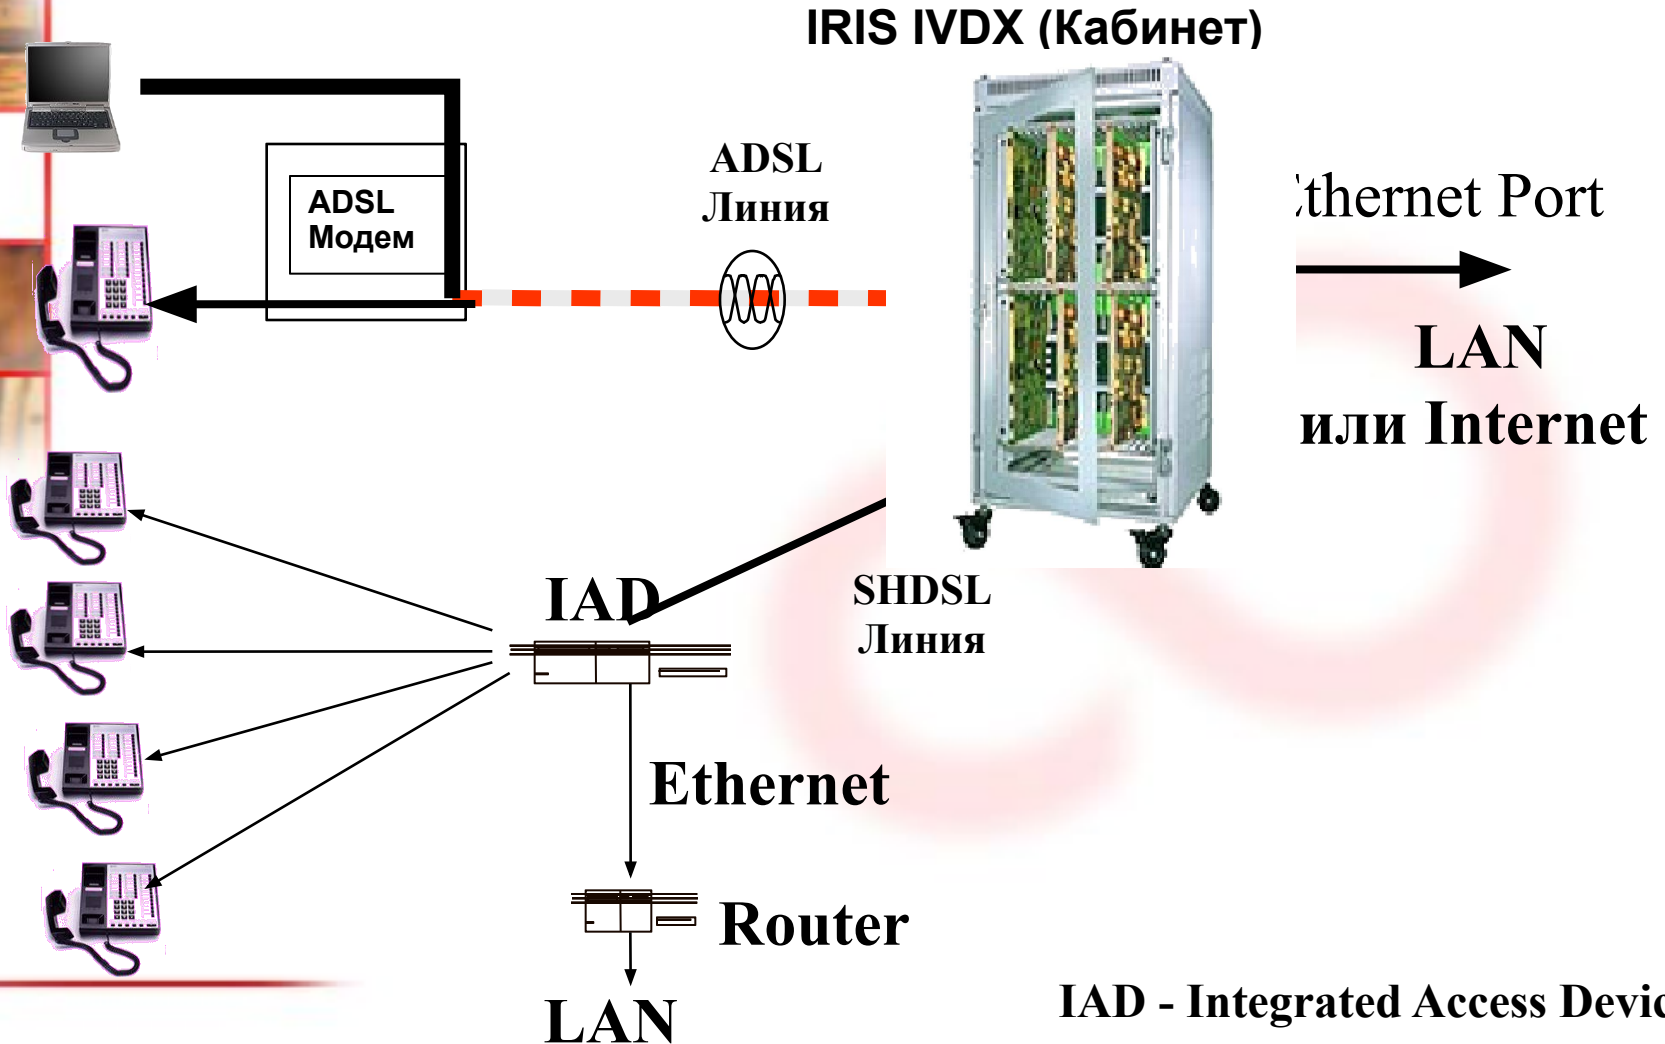 IRIS IVDX (Кабинет)
ADSL
Модем
ADSL
Линия
thernet Port
LAN
или Internet
IAD
SHDSL
Линия
Ethernet
Router
LAN
IAD - Integrated Access Devic